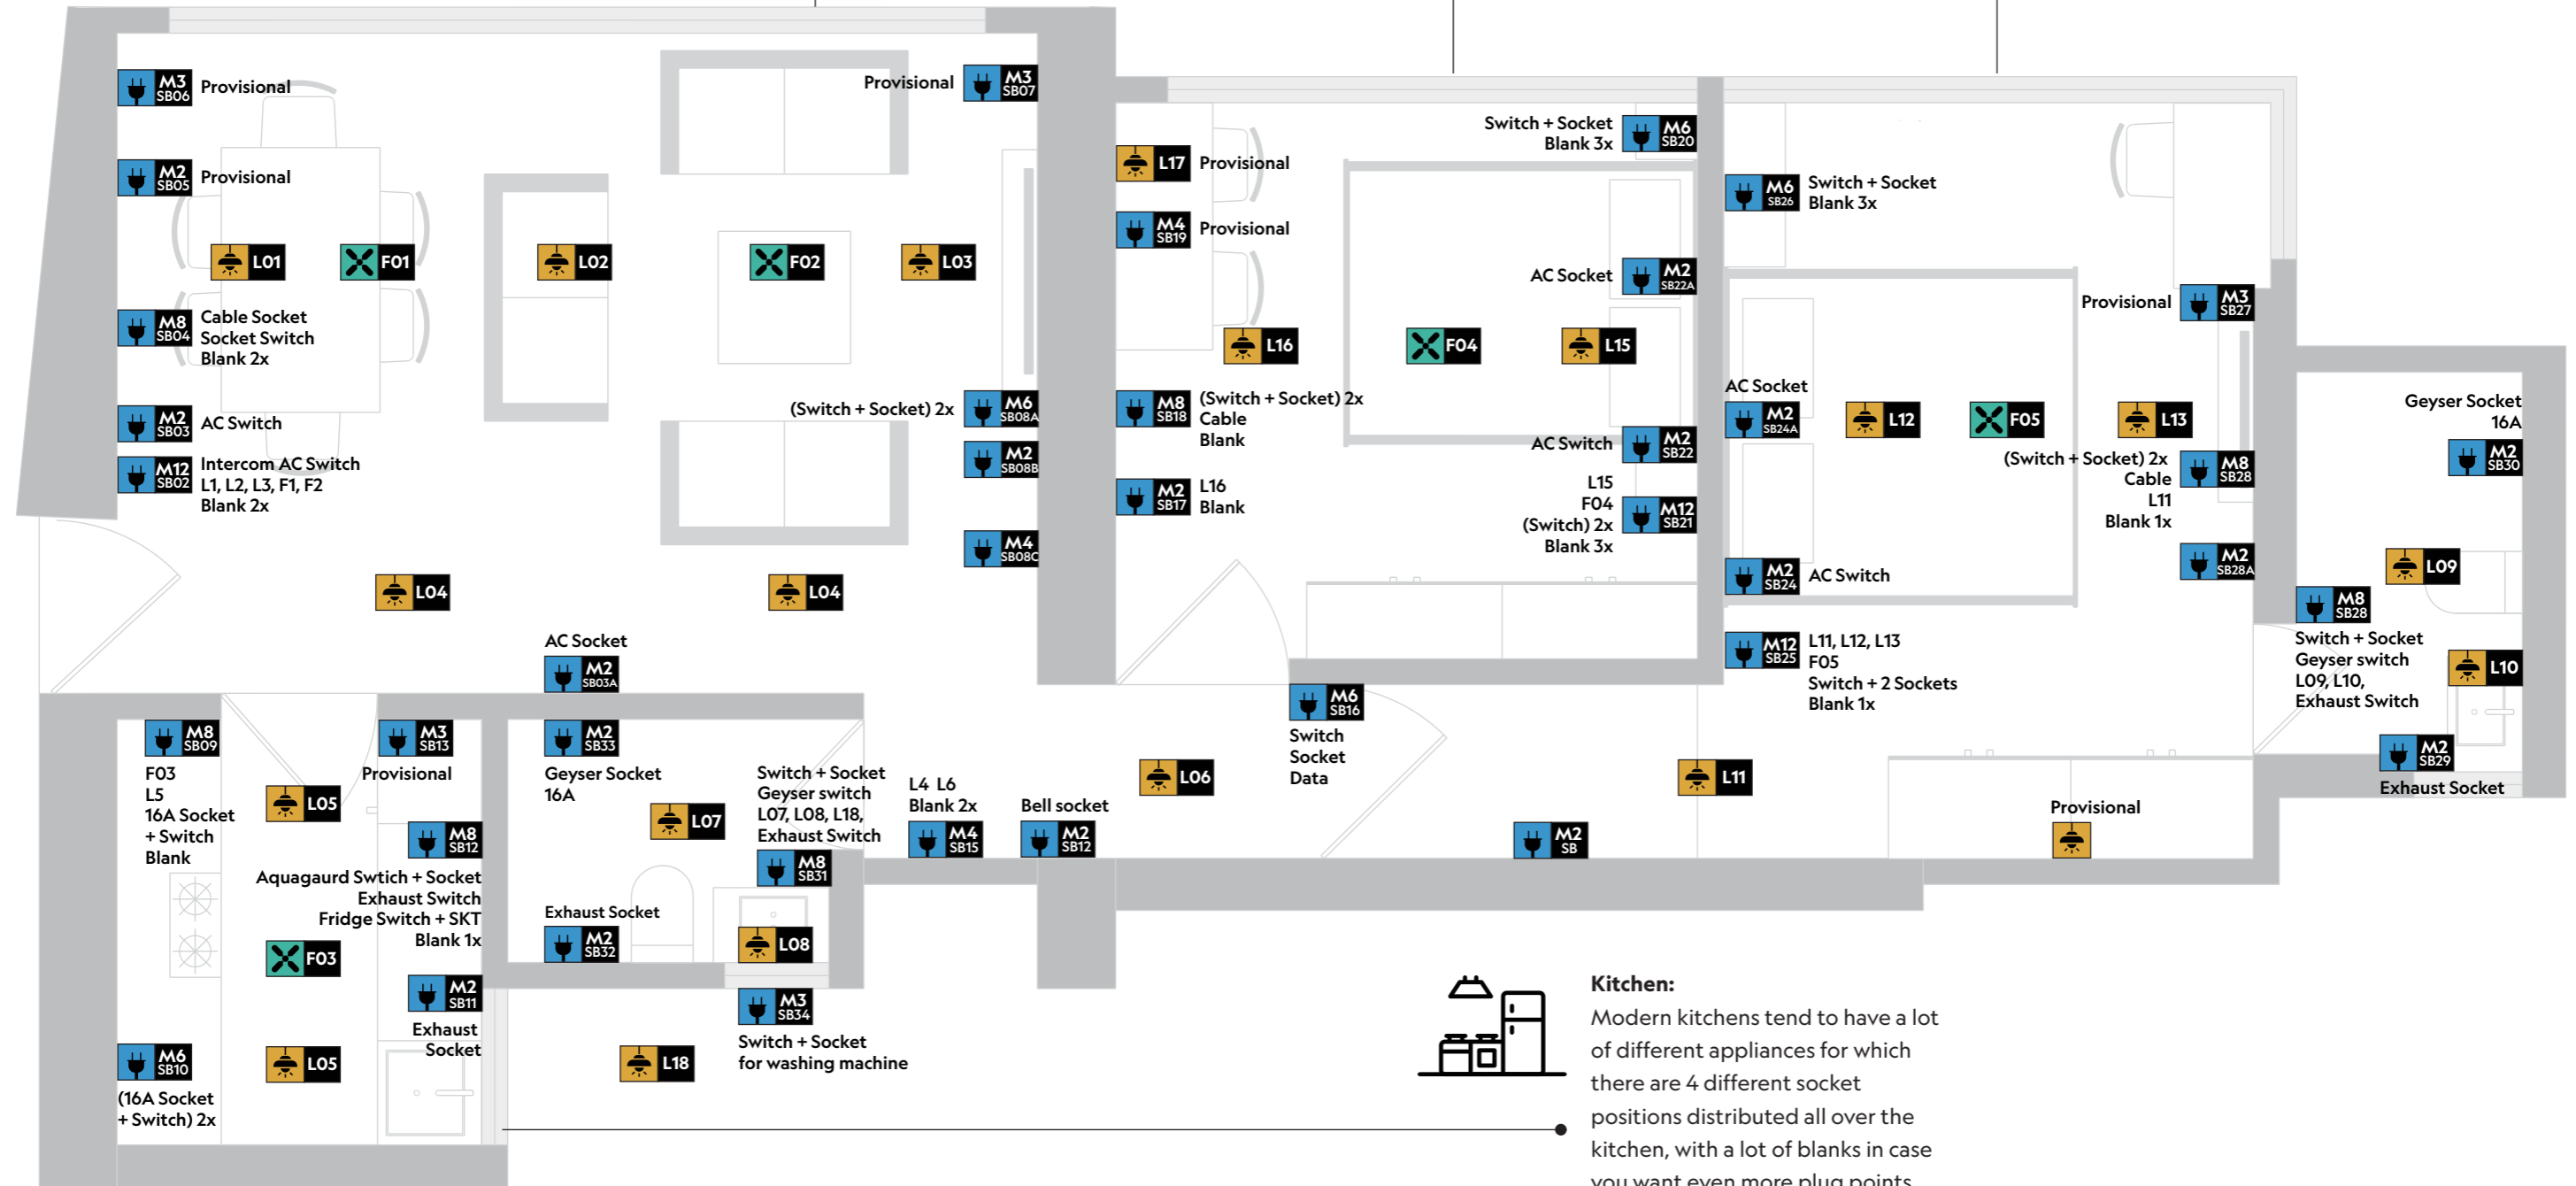 M3
SB06
Provisional
Provisional
M3
SB07
M2
SB05
Provisional
L01
F01
L02
F02
L03
M8
SB04
Cable Socket
Socket Switch
Blank 2x
M2
SB03
AC Switch
M12
SB02
Intercom AC Switch
L1, L2, L3, F1, F2
Blank 2x
(Switch + Socket) 2x
M6
SB08A
M2
SB08B
M4
SB08C
L04
L04
AC Socket
M2
SB03A
L17
Provisional
M4
SB19
Provisional
Switch + Socket
Blank 3x
M6
SB20
AC Socket
M2
SB22A
L16
F04
L15
M8
SB18
(Switch + Socket) 2x
Cable
Blank
AC Switch
M2
SB22
M2
SB17
L16
Blank
L15
F04
(Switch) 2x
Blank 3x
M12
SB21
M6
SB26
Switch + Socket
Blank 3x
Provisional
M3
SB27
AC Socket
M2
SB24A
L12
F05
L13
(Switch + Socket) 2x
Cable
L11
Blank 1x
M8
SB28
M2
SB28A
M2
SB24
AC Switch
M12
SB25
L11, L12, L13
F05
Switch + 2 Sockets
Blank 1x
Geyser Socket
16A
M2
SB30
L09
M8
SB28
Switch + Socket
Geyser switch
L09, L10,
Exhaust Switch
L10
M2
SB29
Exhaust Socket
M8
SB09
F03
L5
16A Socket
+ Switch
Blank
M3
SB13
Provisional
L05
M8
SB12
Aquagaurd Swtich + Socket
Exhaust Switch
Fridge Switch + SKT
Blank 1x
F03
M2
SB11
Exhaust
Socket
M6
SB10
(16A Socket
+ Switch) 2x
L05
M2
SB33
Geyser Socket
16A
L07
Switch + Socket
Geyser switch
L07, L08, L18,
Exhaust Switch
M8
SB31
Exhaust Socket
M2
SB32
L08
M3
SB34
Switch + Socket
for washing machine
L18
L4 L6
Blank 2x
M4
SB15
Bell socket
M2
SB12
L06
M6
SB16
Switch
Socket
Data
M2
SB
L11
Provisional
Kitchen:
Modern kitchens tend to have a lot
of different appliances for which
there are 4 different socket
positions distributed all over the
kitchen, with a lot of blanks in case
you want even more plug points